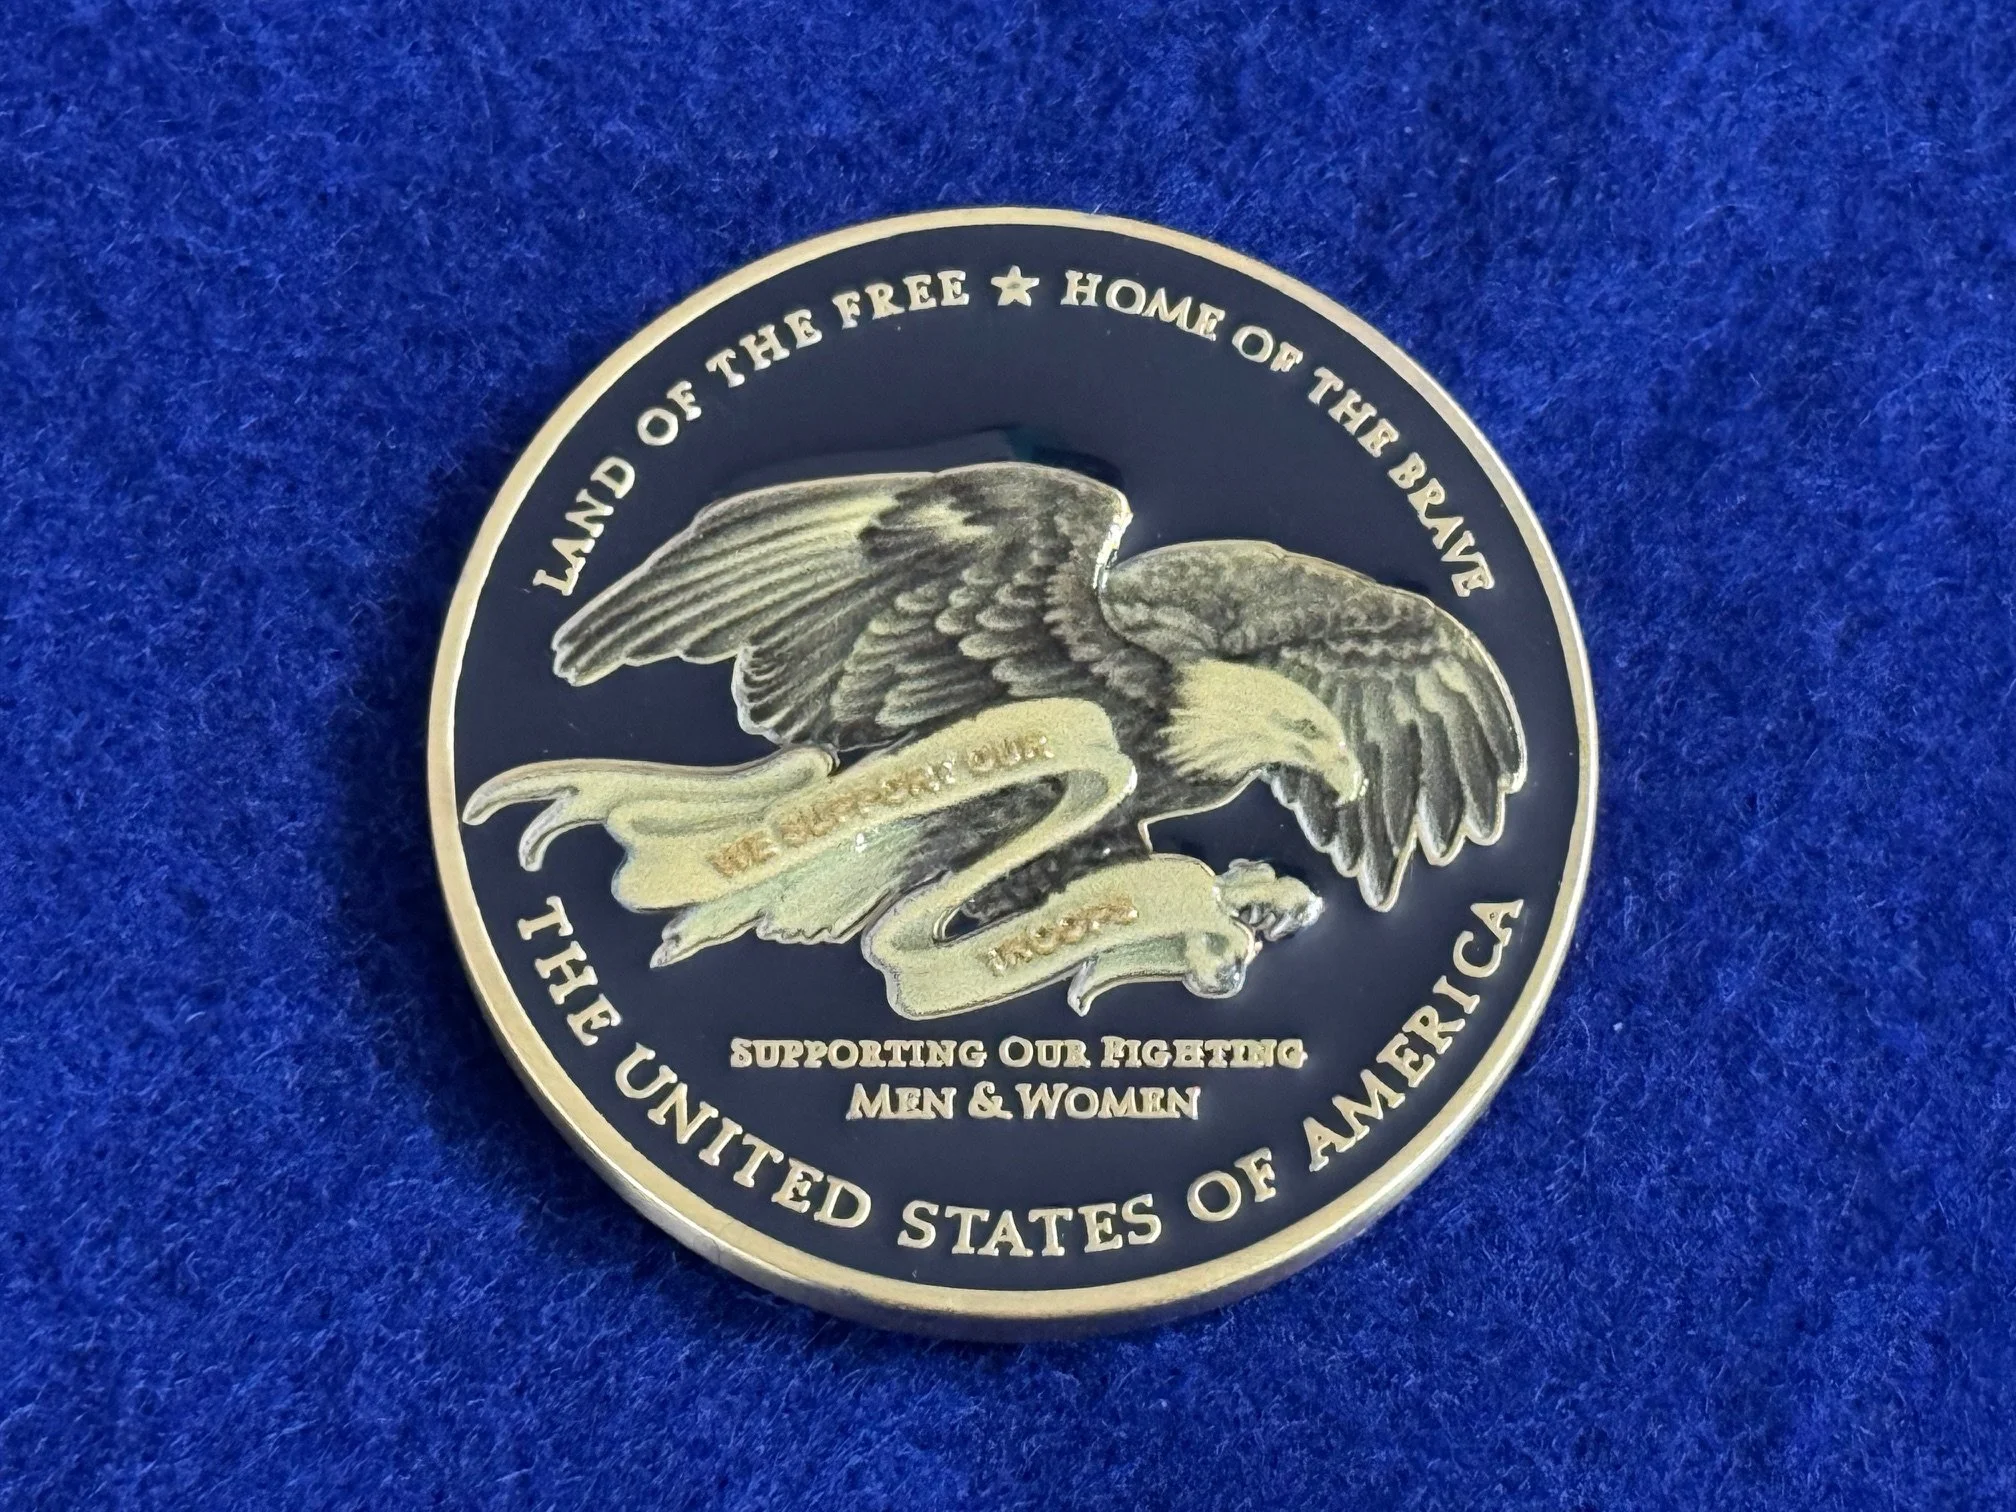 LAND OF THE FREE ★ HOME OF THE BRAVE
WE SUPPORT OUR
TROOPS
SUPPORTING OUR FIGHTING
MEN & WOMEN
THE UNITED STATES OF AMERICA